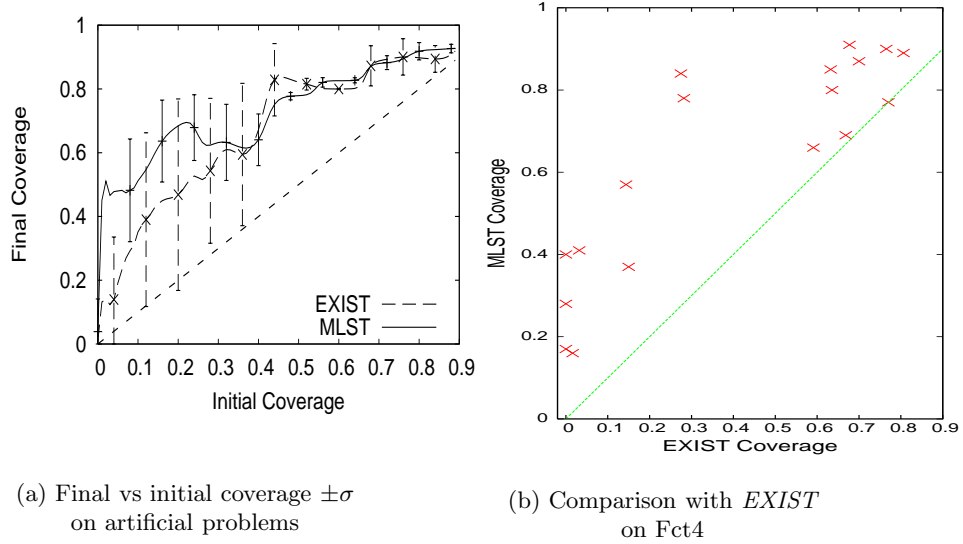 1
0.8
0.6
0.4
0.2
0
Final Coverage
0 0.1 0.2 0.3 0.4 0.5 0.6 0.7 0.8 0.9
Initial Coverage
EXIST
MLST
(a) Final vs initial coverage ±σ
on artificial problems
1
0.8
0.6
0.4
0.2
0
MLST Coverage
0 0.1 0.2 0.3 0.4 0.5 0.6 0.7 0.8 0.9
EXIST Coverage
(b) Comparison with EXIST
on Fct4